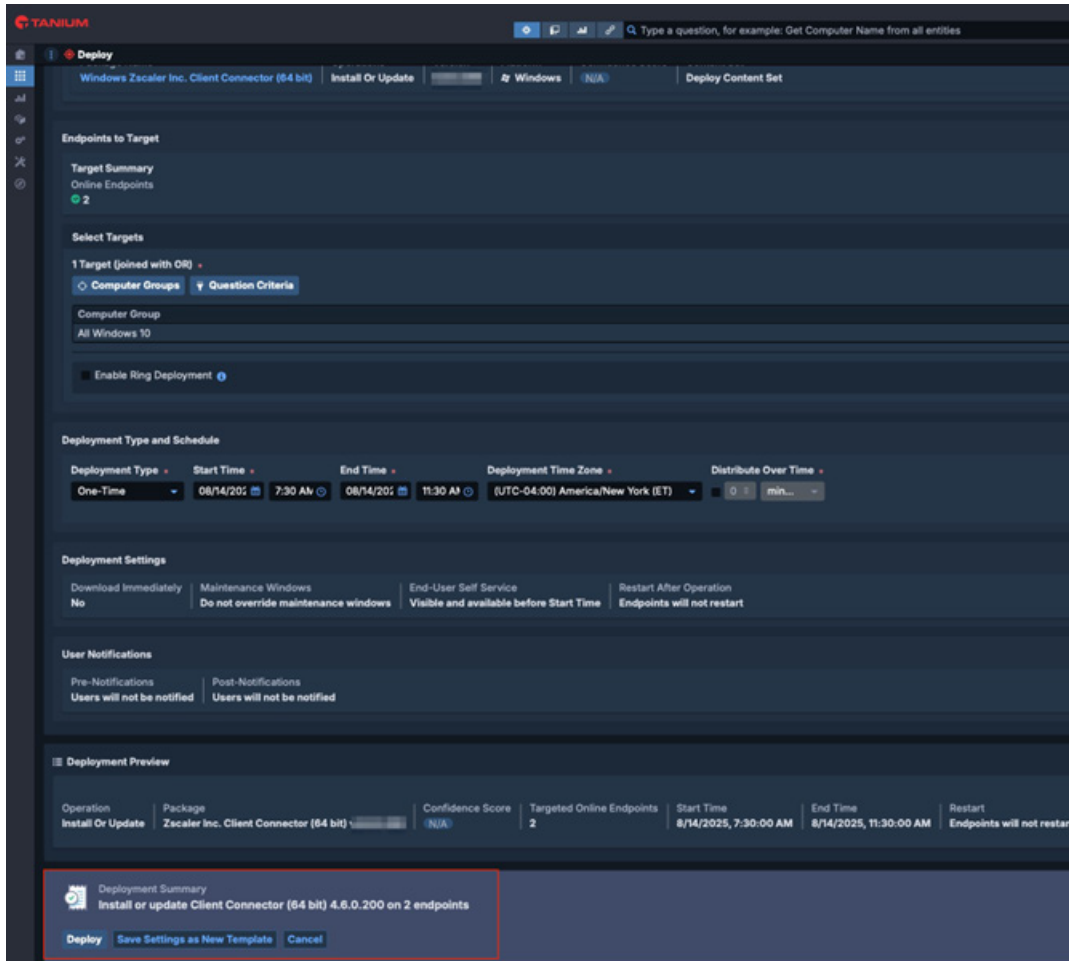 TANIUM
Type a question, for example: Get Computer Name from all entities
Deploy
Windows Zscaler Inc. Client Connector (64 bit) Install Or Update Windows N/A Deploy Content Set
Endpoints to Target
Target Summary
Online Endpoints
2
Select Targets
1 Target (joined with OR) *
Computer Groups Question Criteria
Computer Group
All Windows 10
Enable Ring Deployment
Deployment Type and Schedule
Deployment Type * Start Time * End Time * Deployment Time Zone * Distribute Over Time *
One-Time 08/14/202 7:30 AM 08/14/202 11:30 AM (UTC-04:00) America/New York (ET) 0 min...
Deployment Settings
Download Immediately Maintenance Windows End-User Self Service Restart After Operation
No Do not override maintenance windows Visible and available before Start Time Endpoints will not restart
User Notifications
Pre-Notifications Post-Notifications
Users will not be notified Users will not be notified
Deployment Preview
Operation Package Confidence Score Targeted Online Endpoints Start Time End Time Restart
Install Or Update Zscaler Inc. Client Connector (64 bit) N/A 2 8/14/2025, 7:30:00 AM 8/14/2025, 11:30:00 AM Endpoints will not restar
Deployment Summary
Install or update Client Connector (64 bit) 4.6.0.200 on 2 endpoints
Deploy Save Settings as New Template Cancel